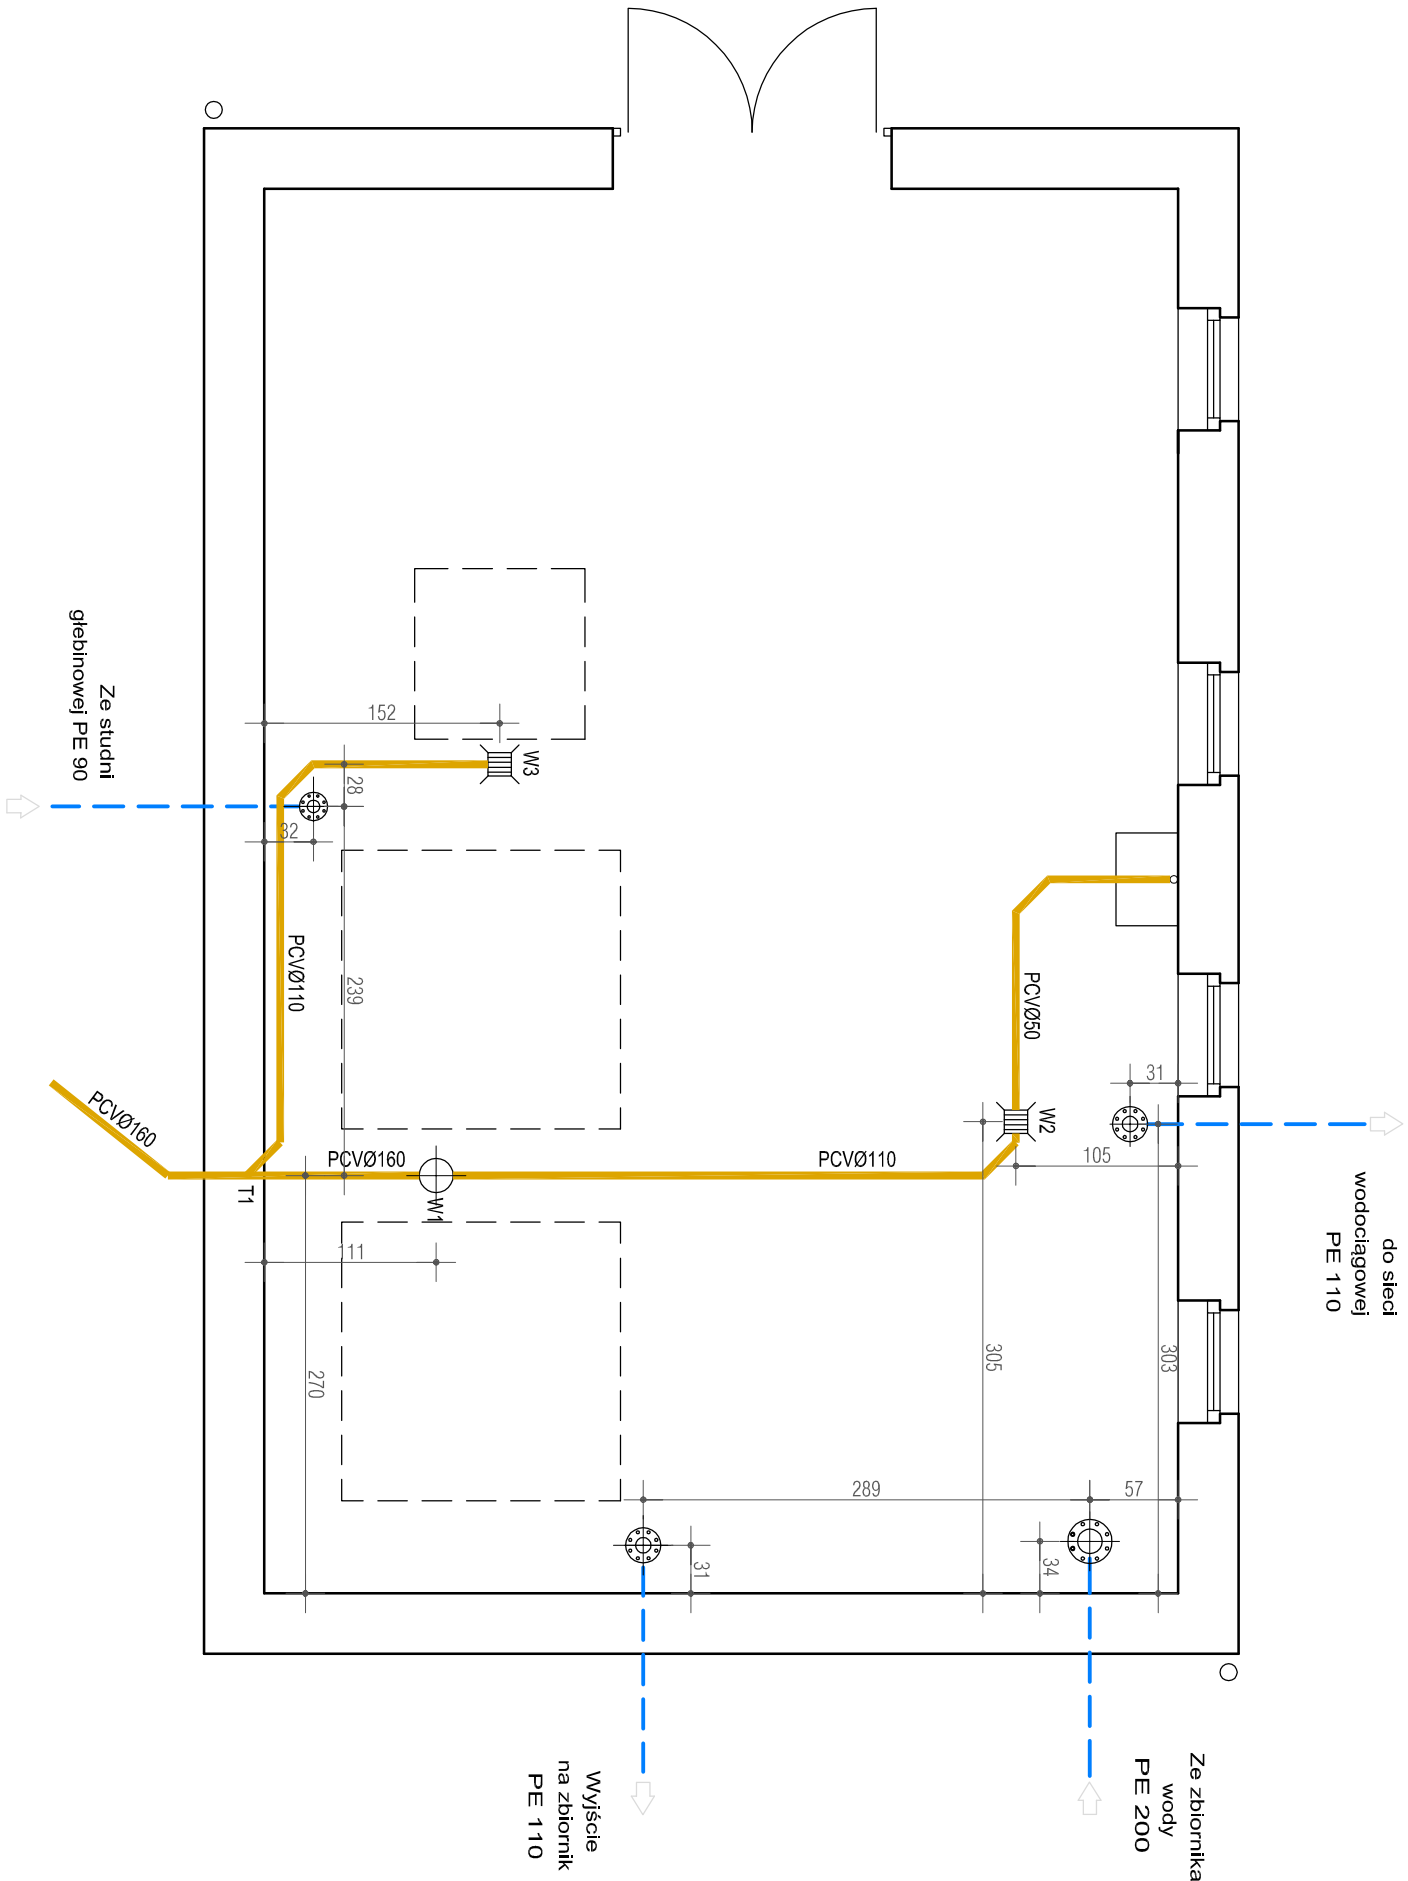 152
W3
28
32
Ze studni
głebinowej PE 90
PCVØ110
239
PCVØ50
W2
31
105
PCVØ160
PCVØ160
PCVØ110
T1
W1
111
do sieci
wodociągowej
PE 110
270
305
303
289
57
31
34
Wyjście
na zbiornik
PE 110
Ze zbiornika
wody
PE 200